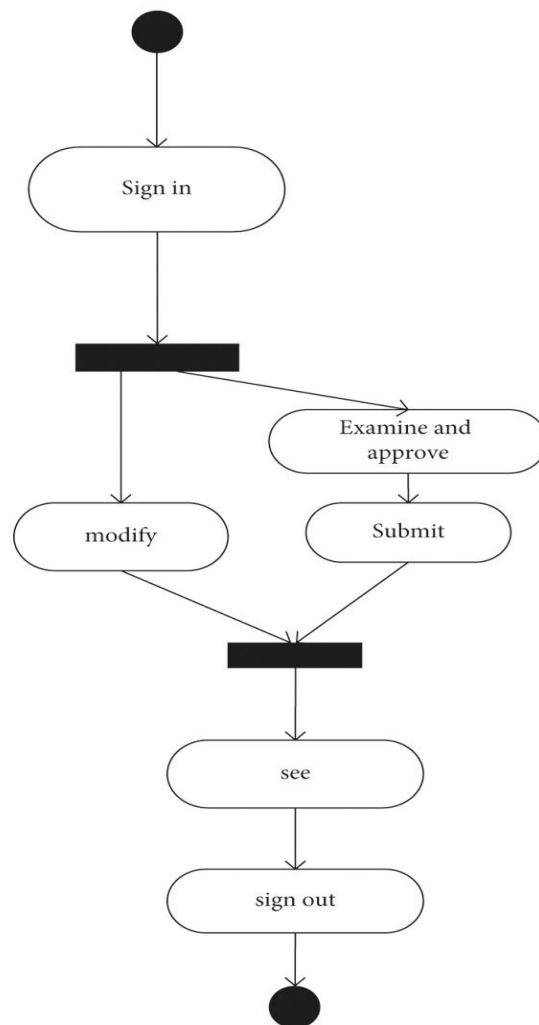 Sign in
Examine and
approve
modify
Submit
see
sign out